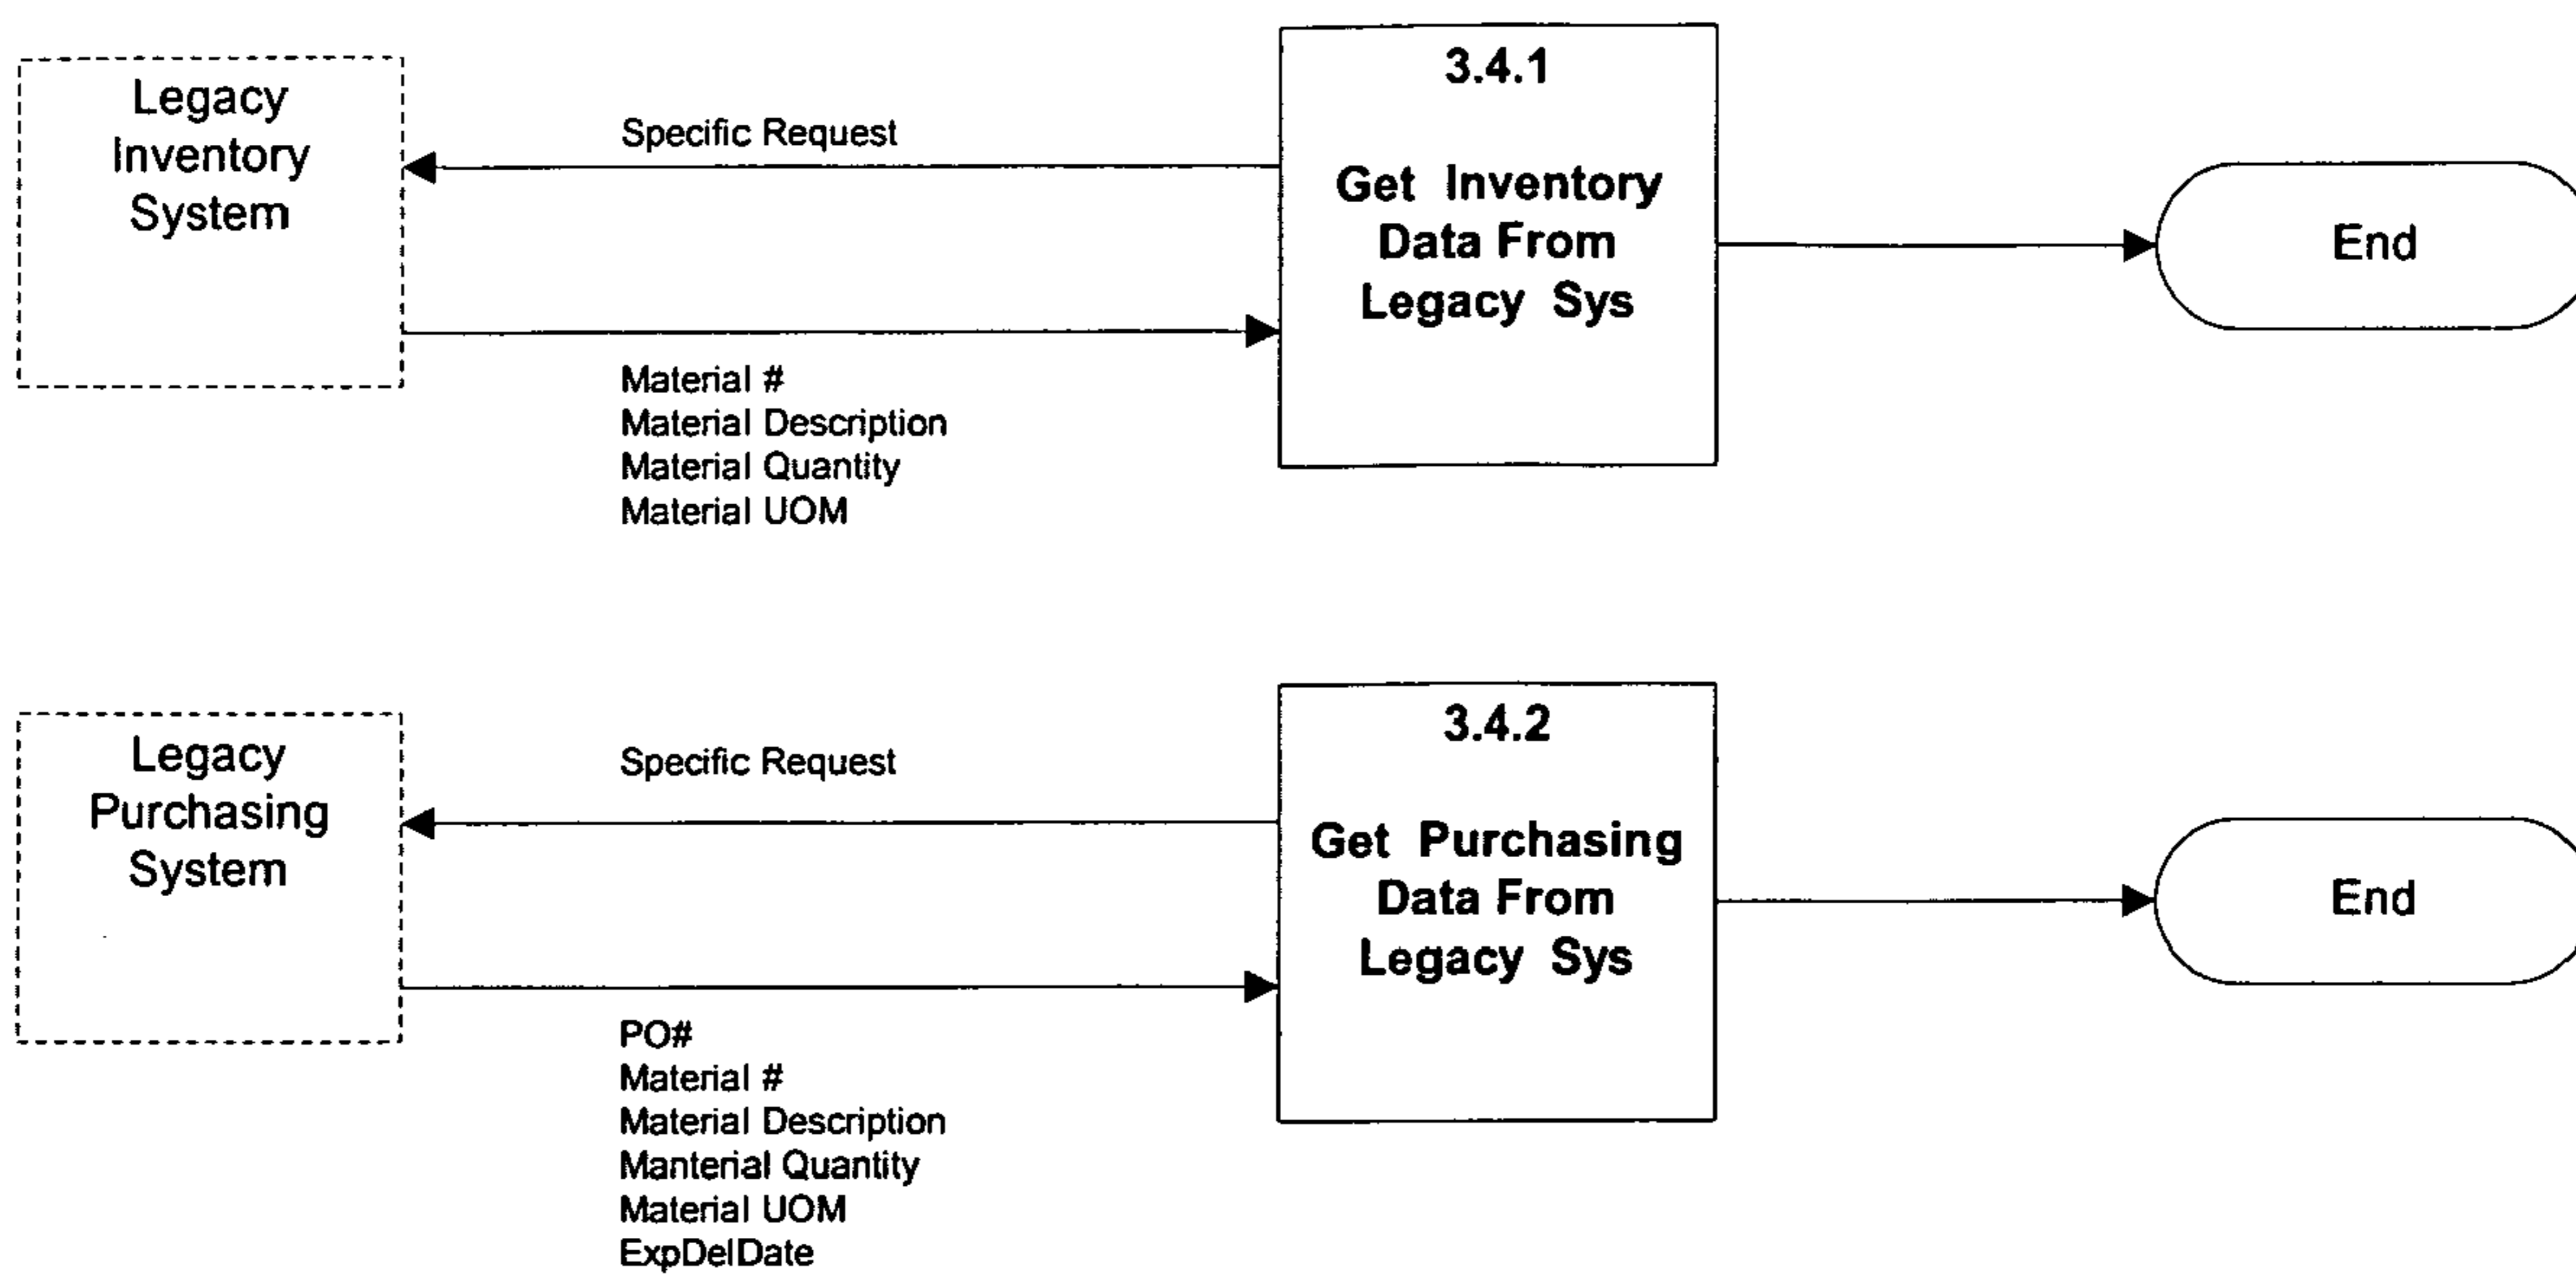 Legacy
Inventory
System
Specific Request
Material #
Material Description
Material Quantity
Material UOM
3.4.1
Get Inventory
Data From
Legacy Sys
End
Legacy
Purchasing
System
Specific Request
PO#
Material #
Material Description
Manterial Quantity
Material UOM
ExpDelDate
3.4.2
Get Purchasing
Data From
Legacy Sys
End